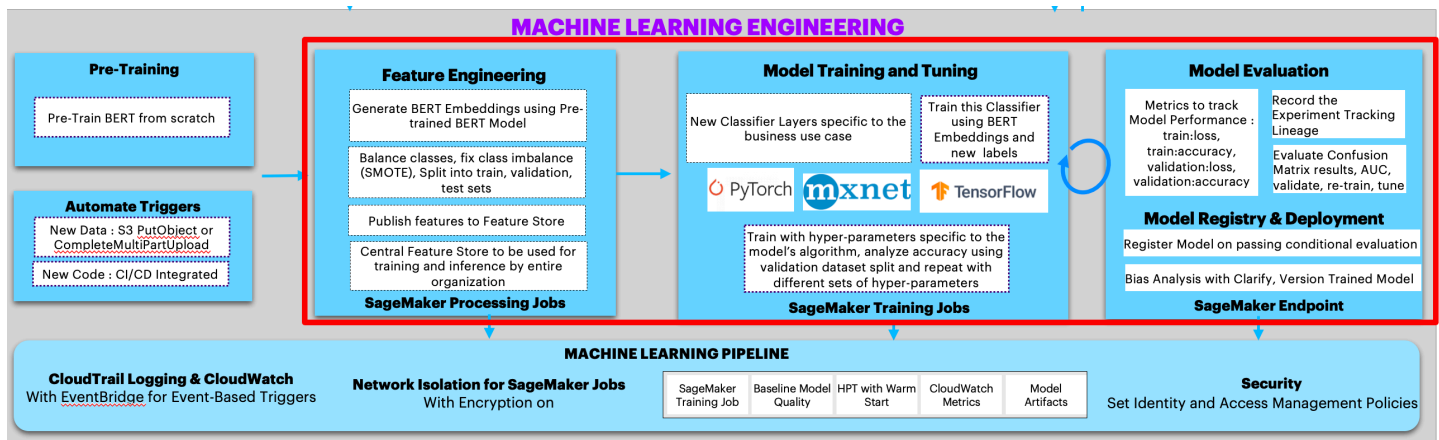 MACHINE LEARNING ENGINEERING
Pre-Training
Pre-Train BERT from scratch
Automate Triggers
New Data : S3 PutObject or
CompleteMultiPartUpload
New Code : CI/CD Integrated
Feature Engineering
Generate BERT Embeddings using Pre-
trained BERT Model
Balance classes, fix class imbalance
(SMOTE), Split into train, validation,
test sets
Publish features to Feature Store
Central Feature Store to be used for
training and inference by entire
organization
SageMaker Processing Jobs
Model Training and Tuning
New Classifier Layers specific to the
business use case
Train this Classifier
using BERT
Embeddings and
new labels
PyTorch
mxnet
TensorFlow
Train with hyper-parameters specific to the
model's algorithm, analyze accuracy using
validation dataset split and repeat with
different sets of hyper-parameters
SageMaker Training Jobs
Model Evaluation
Metrics to track
Model Performance :
train:loss,
train:accuracy,
validation:loss,
validation:accuracy
Record the
Experiment Tracking
Lineage
Evaluate Confusion
Matrix results, AUC,
validate, re-train, tune
Model Registry & Deployment
Register Model on passing conditional evaluation
Bias Analysis with Clarify, Version Trained Model
SageMaker Endpoint
MACHINE LEARNING PIPELINE
CloudTrail Logging & CloudWatch
With EventBridge for Event-Based Triggers
Network Isolation for SageMaker Jobs
With Encryption on
SageMaker
Training Job
Baseline Model
Quality
HPT with Warm
Start
CloudWatch
Metrics
Model
Artifacts
Security
Set Identity and Access Management Policies